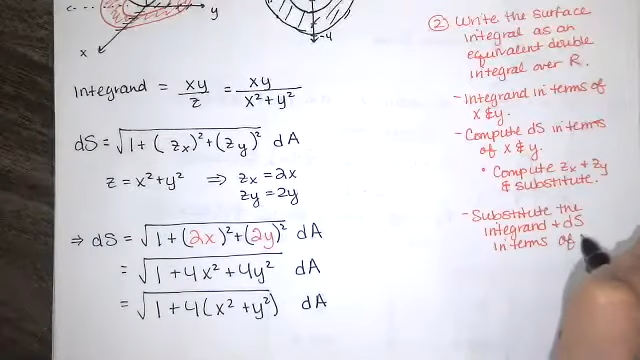 y
x
-4
Integrand = xy/z = xy/(x²+y²)
dS = √(1+(zx)²+(zy)²) dA
z = x²+y² ⇒ zx = 2x
zy = 2y
⇒ dS = √(1+(2x)²+(2y)²) dA
= √(1+4x²+4y²) dA
= √(1+4(x²+y²)) dA
② Write the surface
integral as an
equivalent double
integral over R.
- Integrand in terms of
x & y.
- Compute dS in terms
of x & y.
• Compute zx + zy
& substitute.
- Substitute the
integrand + dS
in terms of